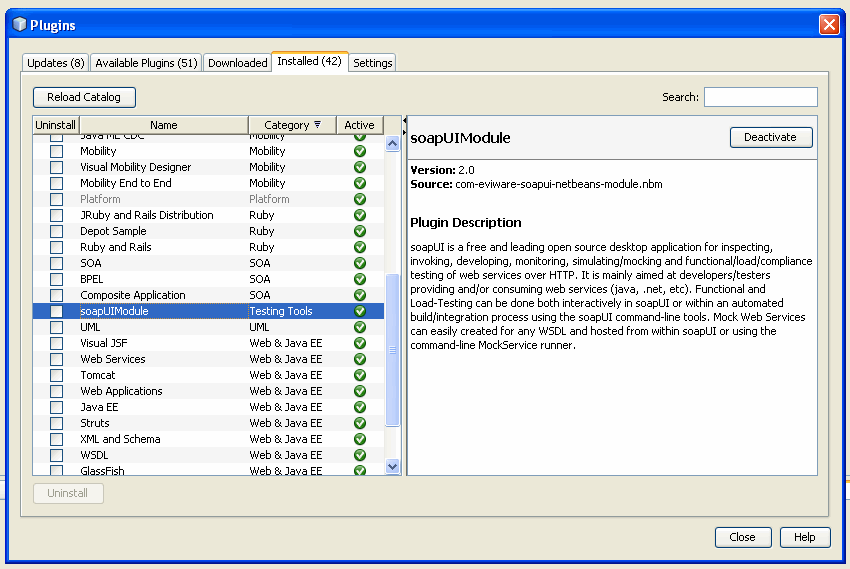 Plugins
Updates (8) Available Plugins (51) Downloaded Installed (42) Settings
Reload Catalog Search:
Uninstall Name Category Active
Java ME CDC Mobility
Mobility Mobility
Visual Mobility Designer Mobility
Mobility End to End Mobility
Platform Platform
JRuby and Rails Distribution Ruby
Depot Sample Ruby
Ruby and Rails Ruby
SOA SOA
BPEL SOA
Composite Application SOA
soapUIModule Testing Tools
UML UML
Visual JSF Web & Java EE
Web Services Web & Java EE
Tomcat Web & Java EE
Web Applications Web & Java EE
Java EE Web & Java EE
Struts Web & Java EE
XML and Schema Web & Java EE
WSDL Web & Java EE
GlassFish Web & Java EE
soapUIModule Deactivate
Version: 2.0
Source: com-eviware-soapui-netbeans-module.nbm
Plugin Description
soapUI is a free and leading open source desktop application for inspecting,
invoking, developing, monitoring, simulating/mocking and functional/load/compliance
testing of web services over HTTP. It is mainly aimed at developers/testers
providing and/or consuming web services (java, .net, etc). Functional and
Load-Testing can be done both interactively in soapUI or within an automated
build/integration process using the soapUI command-line tools. Mock Web Services
can easily created for any WSDL and hosted from within soapUI or using the
command-line MockService runner.
Uninstall
Close Help